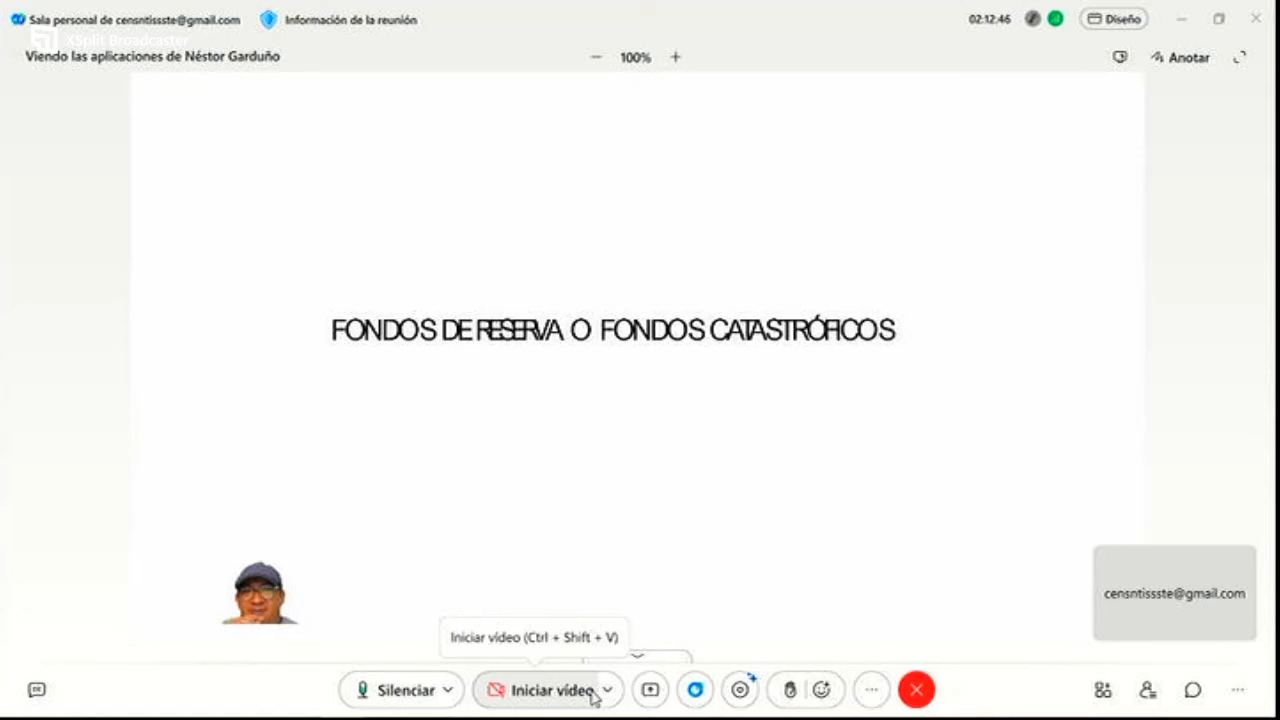 Sala personal de censntissste@gmail.com
Información de la reunión
02:12:46
Diseño
XSplit Broadcaster
Viendo las aplicaciones de Néstor Garduño
100%
Anotar
FONDOS DE RESERVA O FONDOS CATASTRÓFICOS
censntissste@gmail.com
Iniciar vídeo (Ctrl + Shift + V)
Silenciar
Iniciar vídeo